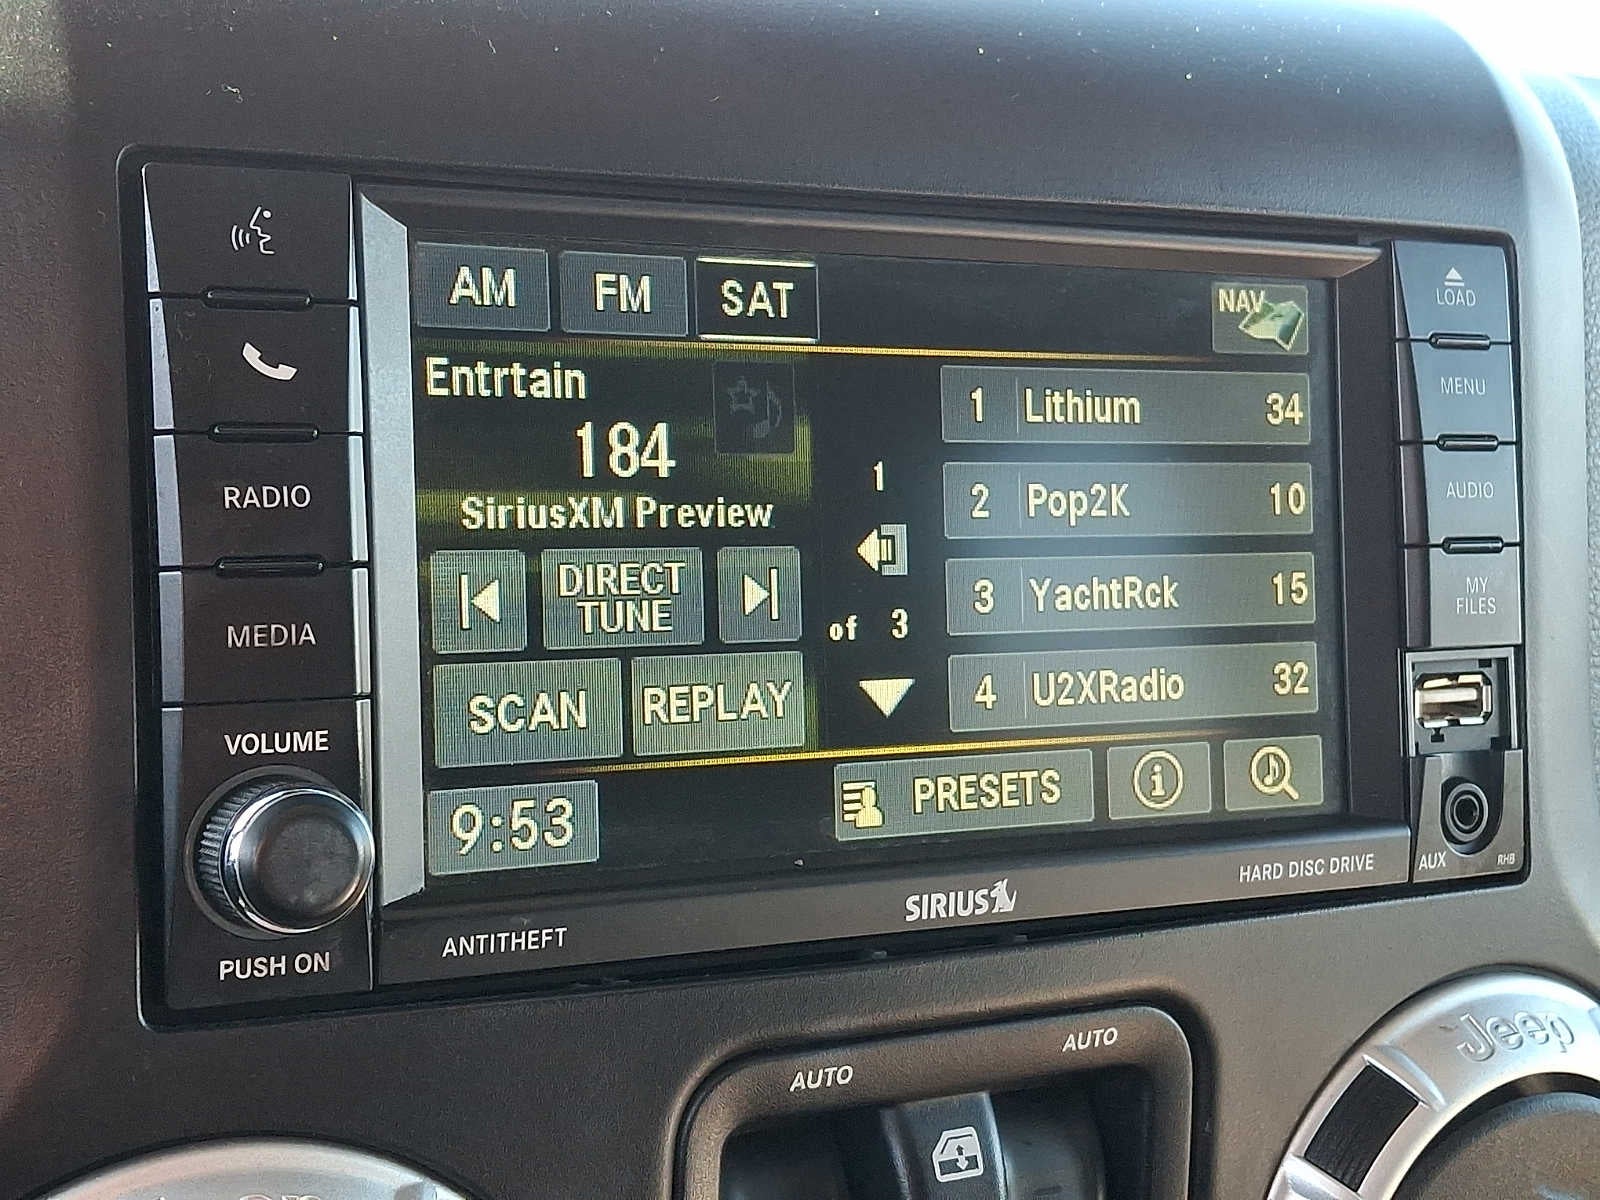 AM FM SAT
NAV
Entrtain
184
SiriusXM Preview
DIRECT
TUNE
SCAN REPLAY
9:53
1
of 3
1 Lithium 34
2 Pop2K 10
3 YachtRck 15
4 U2XRadio 32
PRESETS
i
RADIO
MEDIA
VOLUME
PUSH ON
ANTITHEFT
SIRIUS
HARD DISC DRIVE
LOAD
MENU
AUDIO
MY
FILES
AUX RHB
AUTO AUTO
Jeep